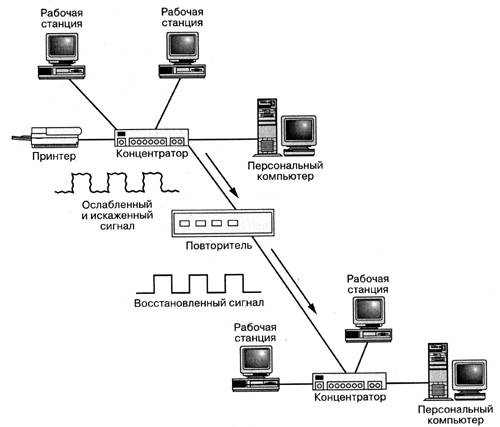 Рабочая
станция
Рабочая
станция
Принтер
Концентратор
Персональный
компьютер
Ослабленный
и искаженный
сигнал
Повторитель
Восстановленный сигнал
Рабочая
станция
Рабочая
станция
Концентратор
Персональный
компьютер